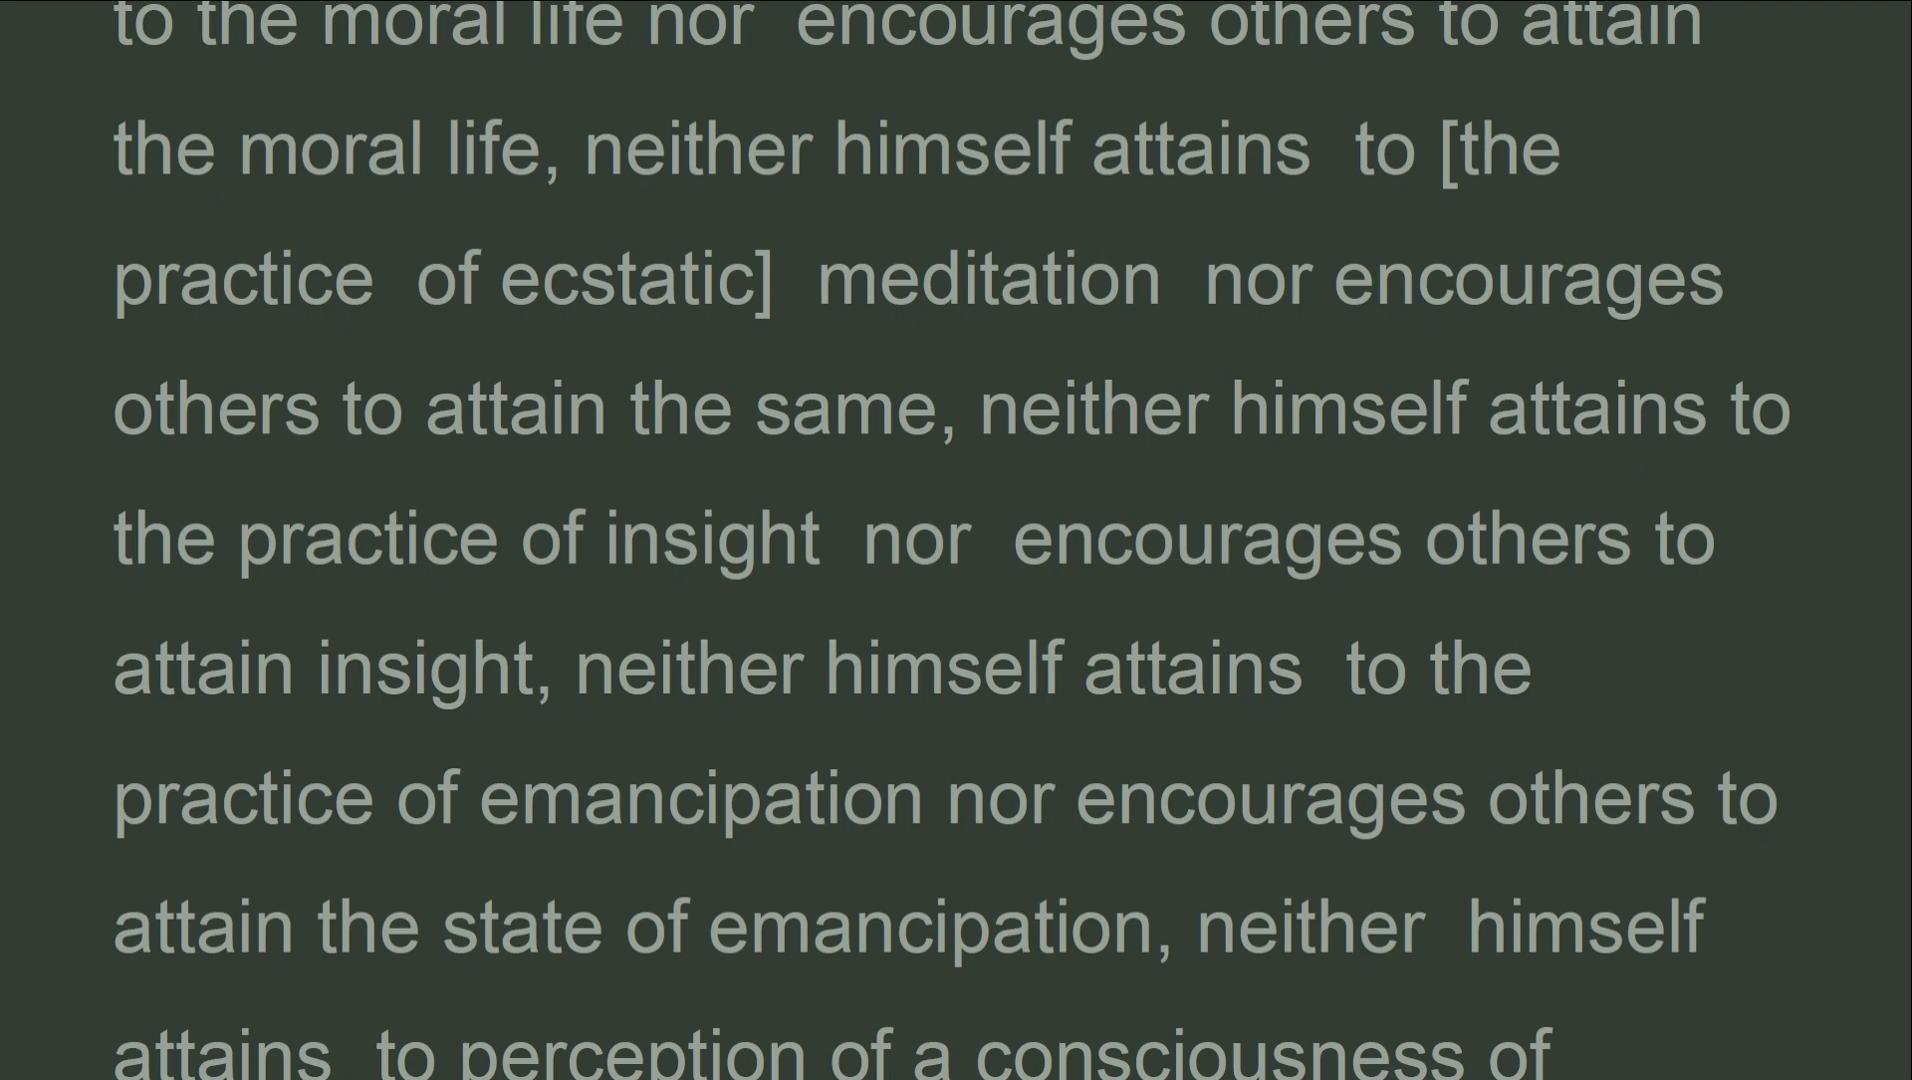 to the moral life nor encourages others to attain
the moral life, neither himself attains to [the
practice of ecstatic] meditation nor encourages
others to attain the same, neither himself attains to
the practice of insight nor encourages others to
attain insight, neither himself attains to the
practice of emancipation nor encourages others to
attain the state of emancipation, neither himself
attains to perception of a consciousness of